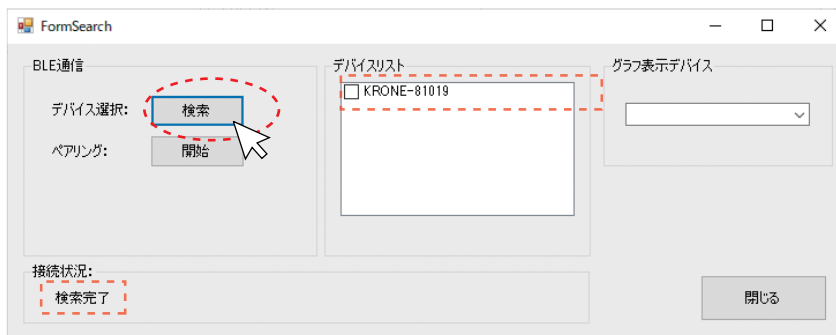 FormSearch
BLE通信
デバイス選択:
検索
ペアリング:
開始
デバイスリスト
KRONE-81019
グラフ表示デバイス
接続状況:
検索完了
閉じる